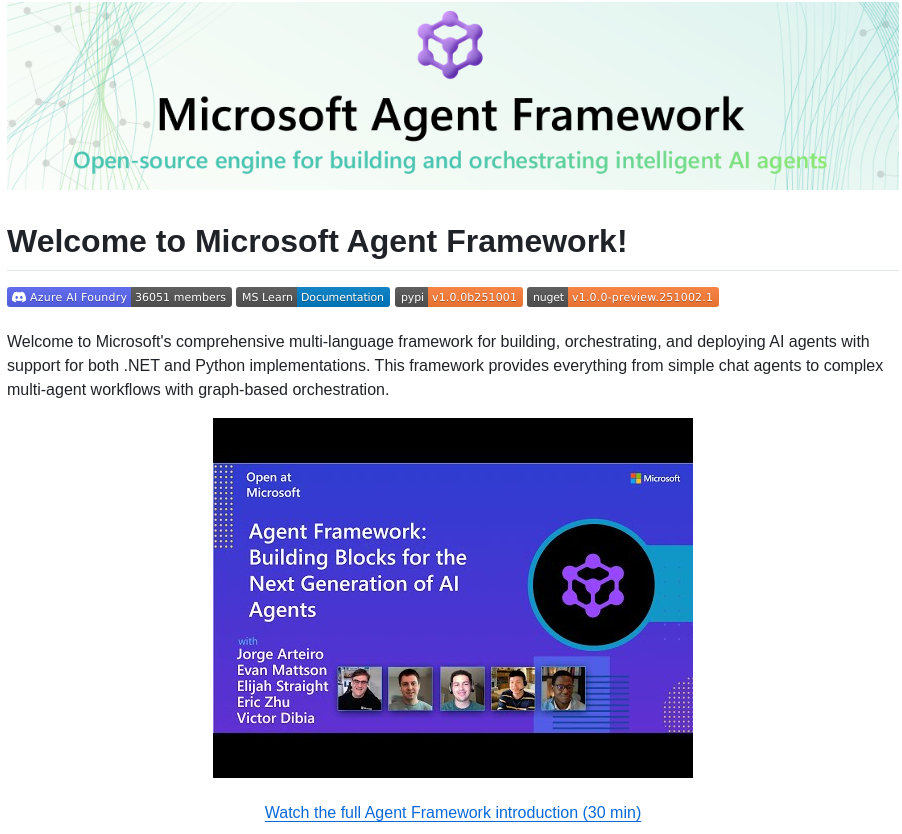 Microsoft Agent Framework
Open-source engine for building and orchestrating intelligent AI agents
Welcome to Microsoft Agent Framework!
Azure AI Foundry 36051 members MS Learn Documentation pypi v1.0.0b251001 nuget v1.0.0-preview.251002.1
Welcome to Microsoft's comprehensive multi-language framework for building, orchestrating, and deploying AI agents with
support for both .NET and Python implementations. This framework provides everything from simple chat agents to complex
multi-agent workflows with graph-based orchestration.
Open at
Microsoft
Microsoft
Agent Framework:
Building Blocks for the
Next Generation of AI
Agents
with
Jorge Arteiro
Evan Mattson
Elijah Straight
Eric Zhu
Victor Dibia
Watch the full Agent Framework introduction (30 min)